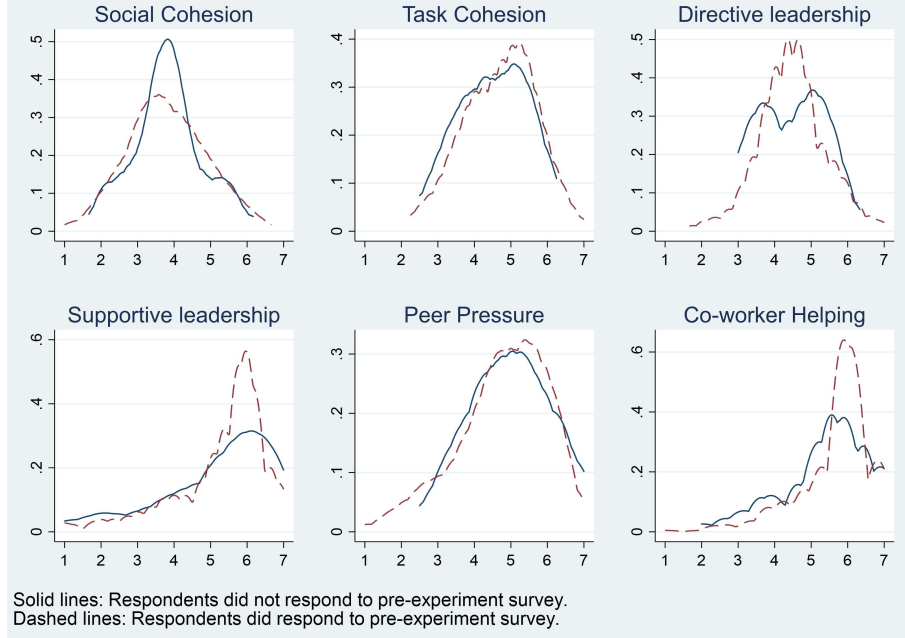 Social Cohesion
Task Cohesion
Directive leadership
.5
.4
.3
.2
.1
0
1 2 3 4 5 6 7
.4
.3
.2
.1
0
1 2 3 4 5 6 7
.5
.4
.3
.2
.1
0
1 2 3 4 5 6 7
Supportive leadership
Peer Pressure
Co-worker Helping
.6
.4
.2
0
1 2 3 4 5 6 7
.3
.2
.1
0
1 2 3 4 5 6 7
.6
.4
.2
0
1 2 3 4 5 6 7
Solid lines: Respondents did not respond to pre-experiment survey.
Dashed lines: Respondents did respond to pre-experiment survey.